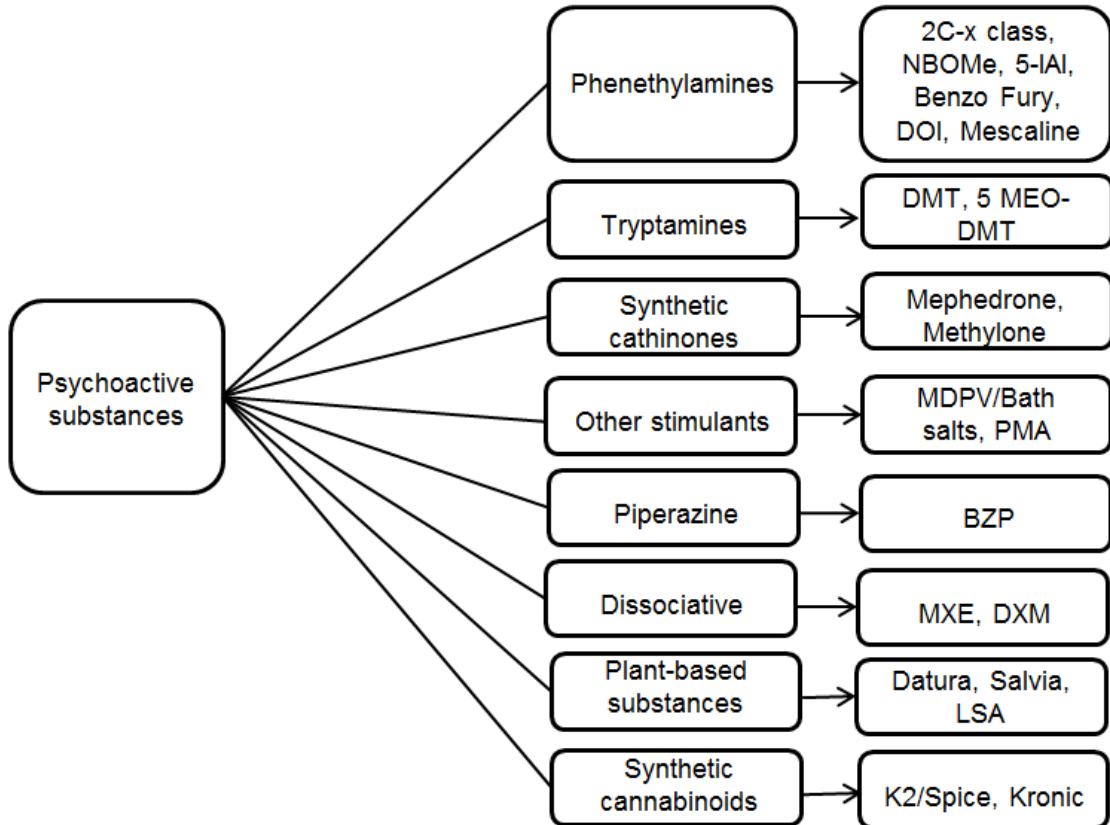 Psychoactive
substances
Phenethylamines
2C-x class,
NBOMe, 5-IAI,
Benzo Fury,
DOI, Mescaline
Tryptamines
DMT, 5 MEO-
DMT
Synthetic
cathinones
Mephedrone,
Methylone
Other stimulants
MDPV/Bath
salts, PMA
Piperazine
BZP
Dissociative
MXE, DXM
Plant-based
substances
Datura, Salvia,
LSA
Synthetic
cannabinoids
K2/Spice, Kronic